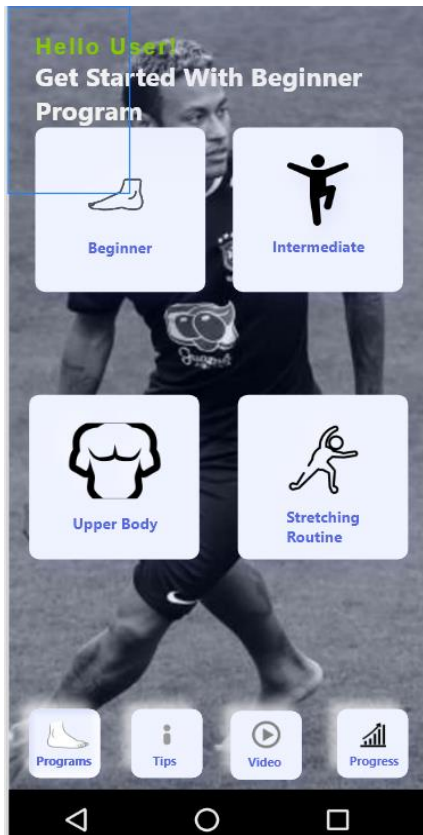 Hello User!
Get Started With Beginner
Program
Beginner
Intermediate
Upper Body
Stretching
Routine
Programs
Tips
Video
Progress